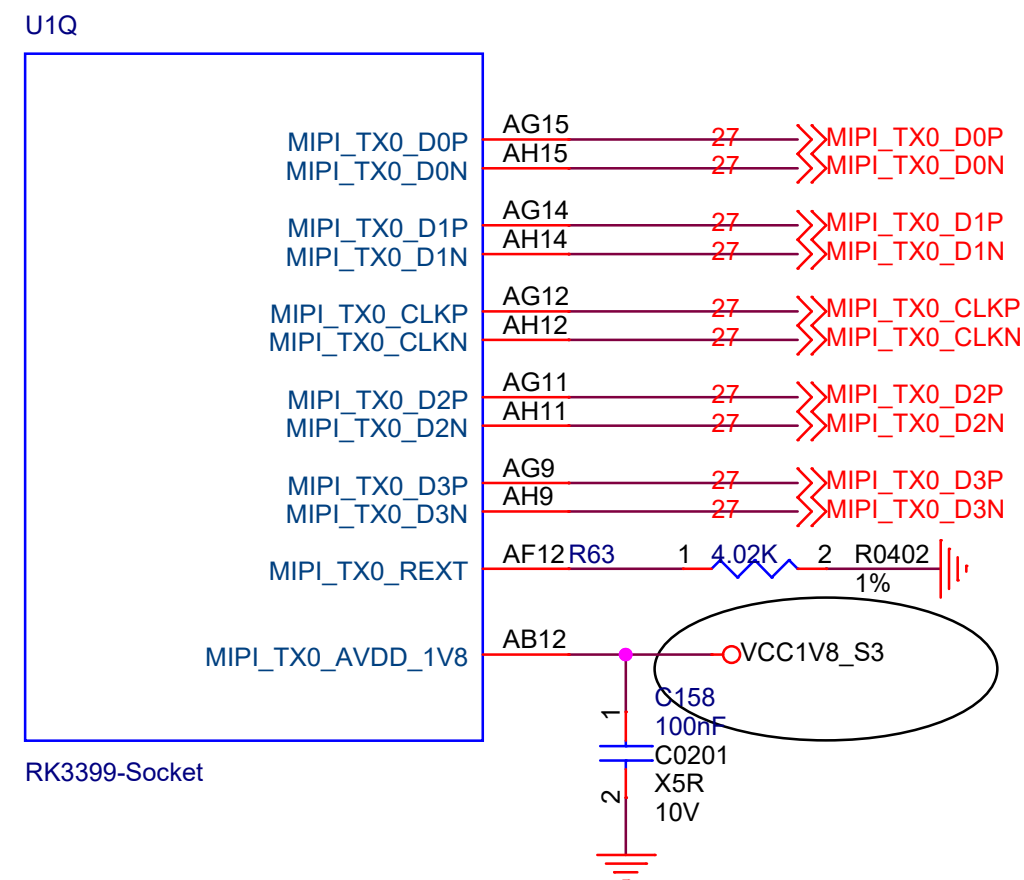 U1Q
MIPI_TX0_D0P AG15 27 MIPI_TX0_D0P
MIPI_TX0_D0N AH15 27 MIPI_TX0_D0N
MIPI_TX0_D1P AG14 27 MIPI_TX0_D1P
MIPI_TX0_D1N AH14 27 MIPI_TX0_D1N
MIPI_TX0_CLKP AG12 27 MIPI_TX0_CLKP
MIPI_TX0_CLKN AH12 27 MIPI_TX0_CLKN
MIPI_TX0_D2P AG11 27 MIPI_TX0_D2P
MIPI_TX0_D2N AH11 27 MIPI_TX0_D2N
MIPI_TX0_D3P AG9 27 MIPI_TX0_D3P
MIPI_TX0_D3N AH9 27 MIPI_TX0_D3N
MIPI_TX0_REXT AF12 R63 1 4.02K 2 R0402
1%
MIPI_TX0_AVDD_1V8 AB12 VCC1V8_S3
1 C158
100nF
C0201
RK3399-Socket
2 X5R
10V